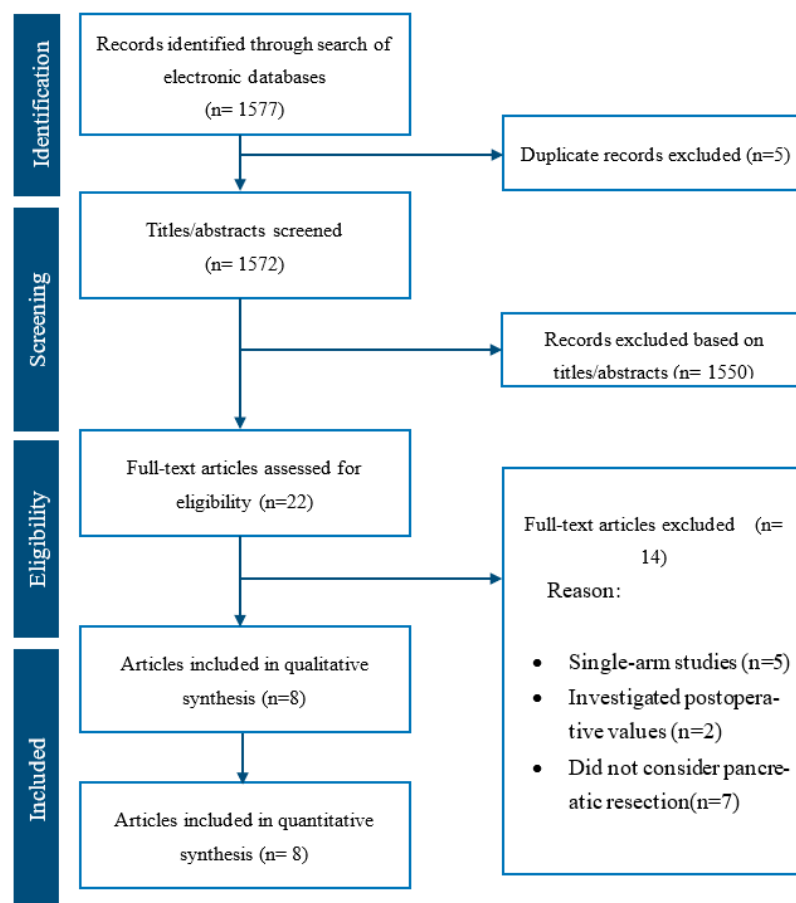 Identification
Records identified through search of
electronic databases
(n= 1577)
Duplicate records excluded (n=5)
Screening
Titles/abstracts screened
(n= 1572)
Records excluded based on
titles/abstracts (n= 1550)
Eligibility
Full-text articles assessed for
eligibility (n=22)
Full-text articles excluded (n=
14)
Reason:
• Single-arm studies (n=5)
• Investigated postopera-
tive values (n=2)
• Did not consider pancre-
atic resection(n=7)
Included
Articles included in qualitative
synthesis (n=8)
Articles included in quantitative
synthesis (n= 8)